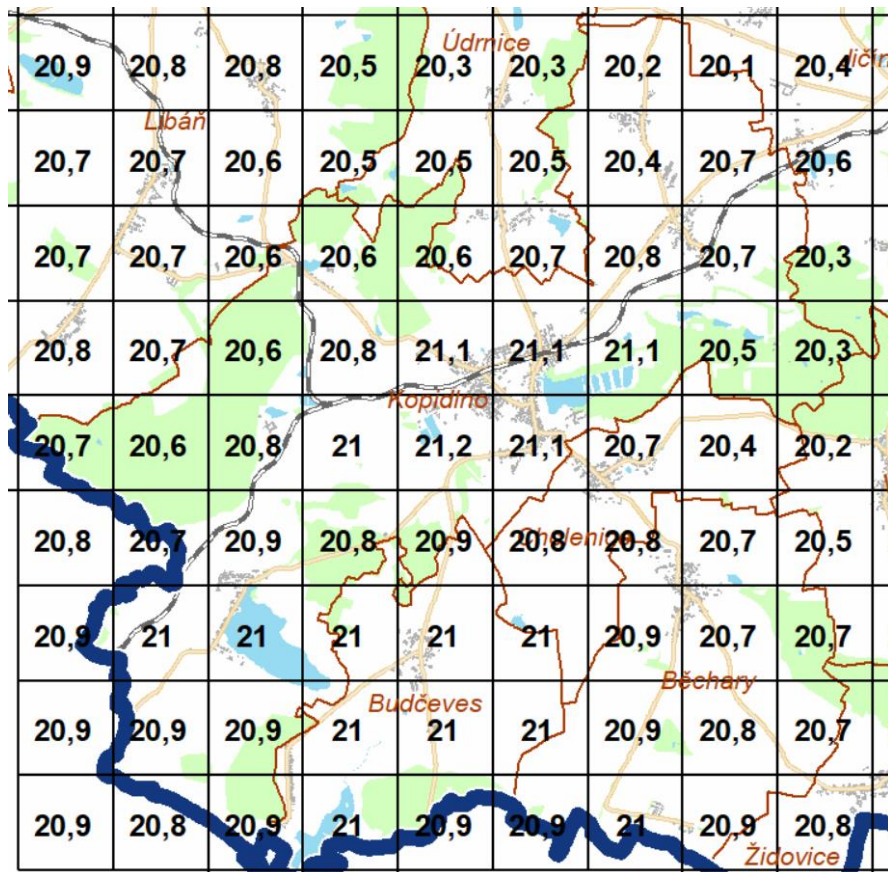 Údrnice
20,9 20,8 20,8 20,5 20,3 20,3 20,2 20,1 20,4 Jičín
Libáň
20,7 20,7 20,6 20,5 20,5 20,5 20,4 20,7 20,6
20,7 20,7 20,6 20,6 20,6 20,7 20,8 20,7 20,3
20,8 20,7 20,6 20,8 21,1 21,1 21,1 20,5 20,3
Kopidlno
20,7 20,6 20,8 21 21,2 21,1 20,7 20,4 20,2
20,8 20,7 20,9 20,8 20,9 20,8 Cholenice 20,8 20,7 20,5
20,9 21 21 21 21 21 20,9 20,7 20,7
Běchary
Budčeves
20,9 20,9 20,9 21 21 21 20,9 20,8 20,7
20,9 20,8 20,9 21 20,9 20,9 21 20,9 20,8
Židovice